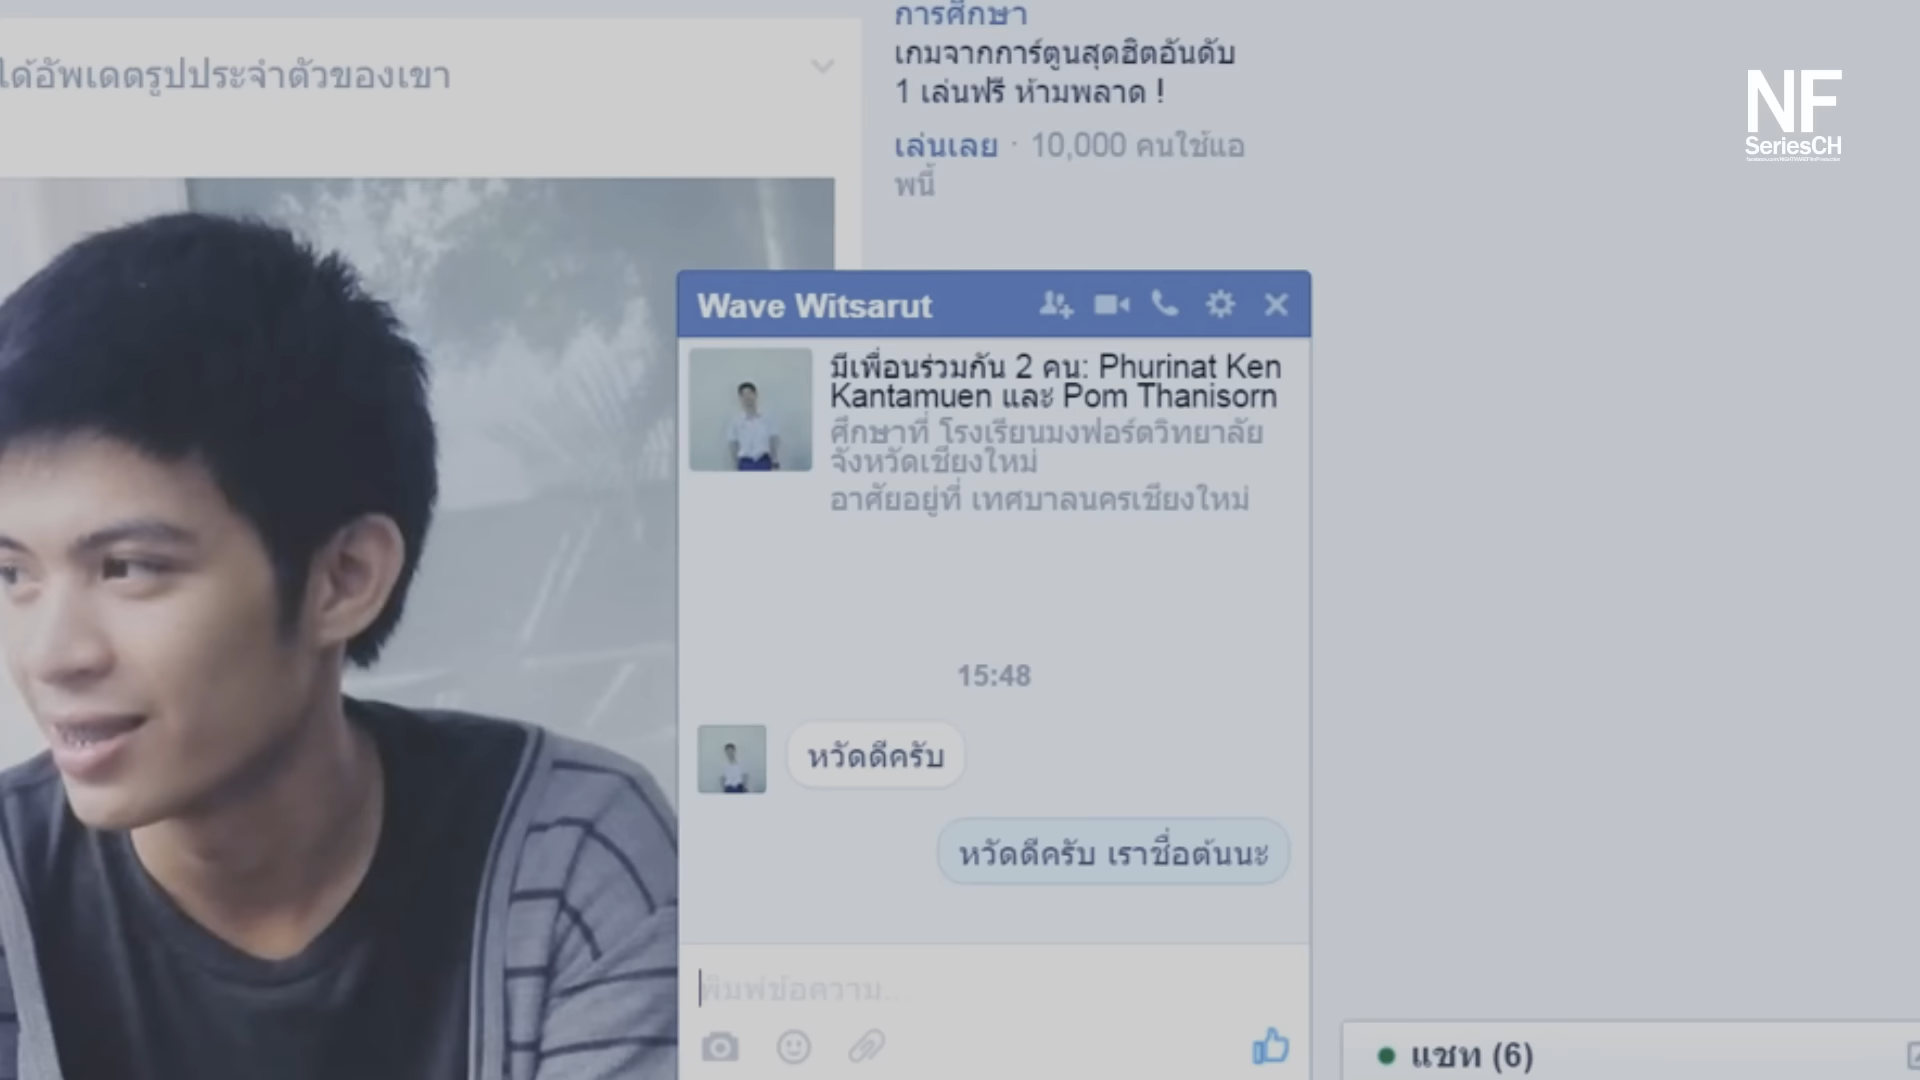 ได้อัพเดตรูปประจำตัวของเขา
การศึกษา
เกมจากการ์ตูนสุดฮิตอันดับ
1 เล่นฟรี ห้ามพลาด !
เล่นเลย · 10,000 คนใช้แอ
พนี้
NF
SeriesCH
Wave Witsarut
มีเพื่อนร่วมกัน 2 คน: Phurinat Ken
Kantamuen และ Pom Thanisorn
ศึกษาที่ โรงเรียนมงฟอร์ตวิทยาลัย
จังหวัดเชียงใหม่
อาศัยอยู่ที่ เทศบาลนครเชียงใหม่
15:48
หวัดดีครับ
หวัดดีครับ เราชื่อต้นนะ
พิมพ์ข้อความ...
แชท (6)